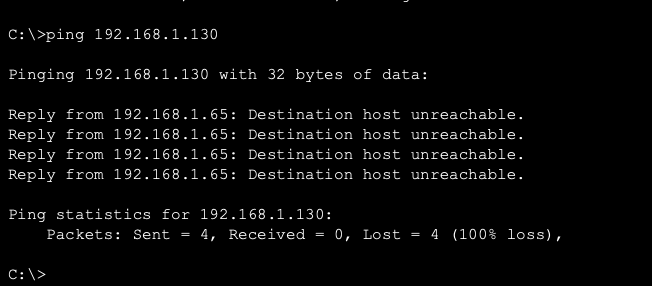 C:\>ping 192.168.1.130
Pinging 192.168.1.130 with 32 bytes of data:
Reply from 192.168.1.65: Destination host unreachable.
Reply from 192.168.1.65: Destination host unreachable.
Reply from 192.168.1.65: Destination host unreachable.
Reply from 192.168.1.65: Destination host unreachable.
Ping statistics for 192.168.1.130:
    Packets: Sent = 4, Received = 0, Lost = 4 (100% loss),
C:\>